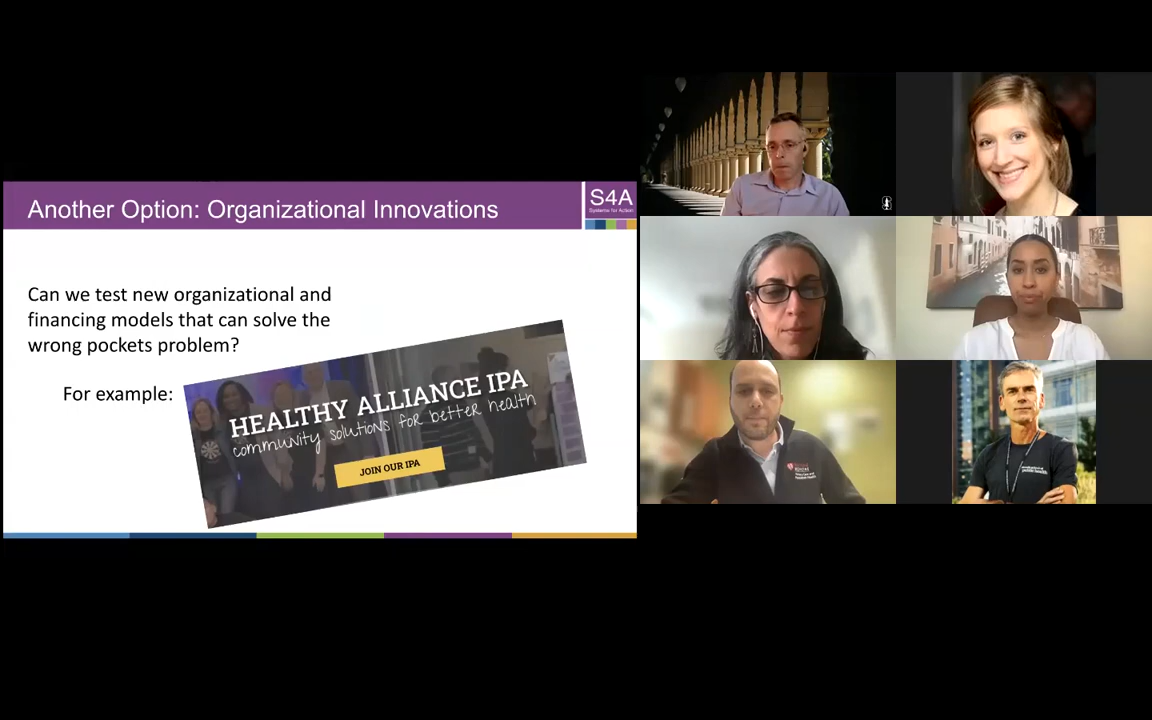 Another Option: Organizational Innovations
S4A
Systems for Action
Can we test new organizational and
financing models that can solve the
wrong pockets problem?
For example:
HEALTHY ALLIANCE IPA
community solutions for better health
JOIN OUR IPA